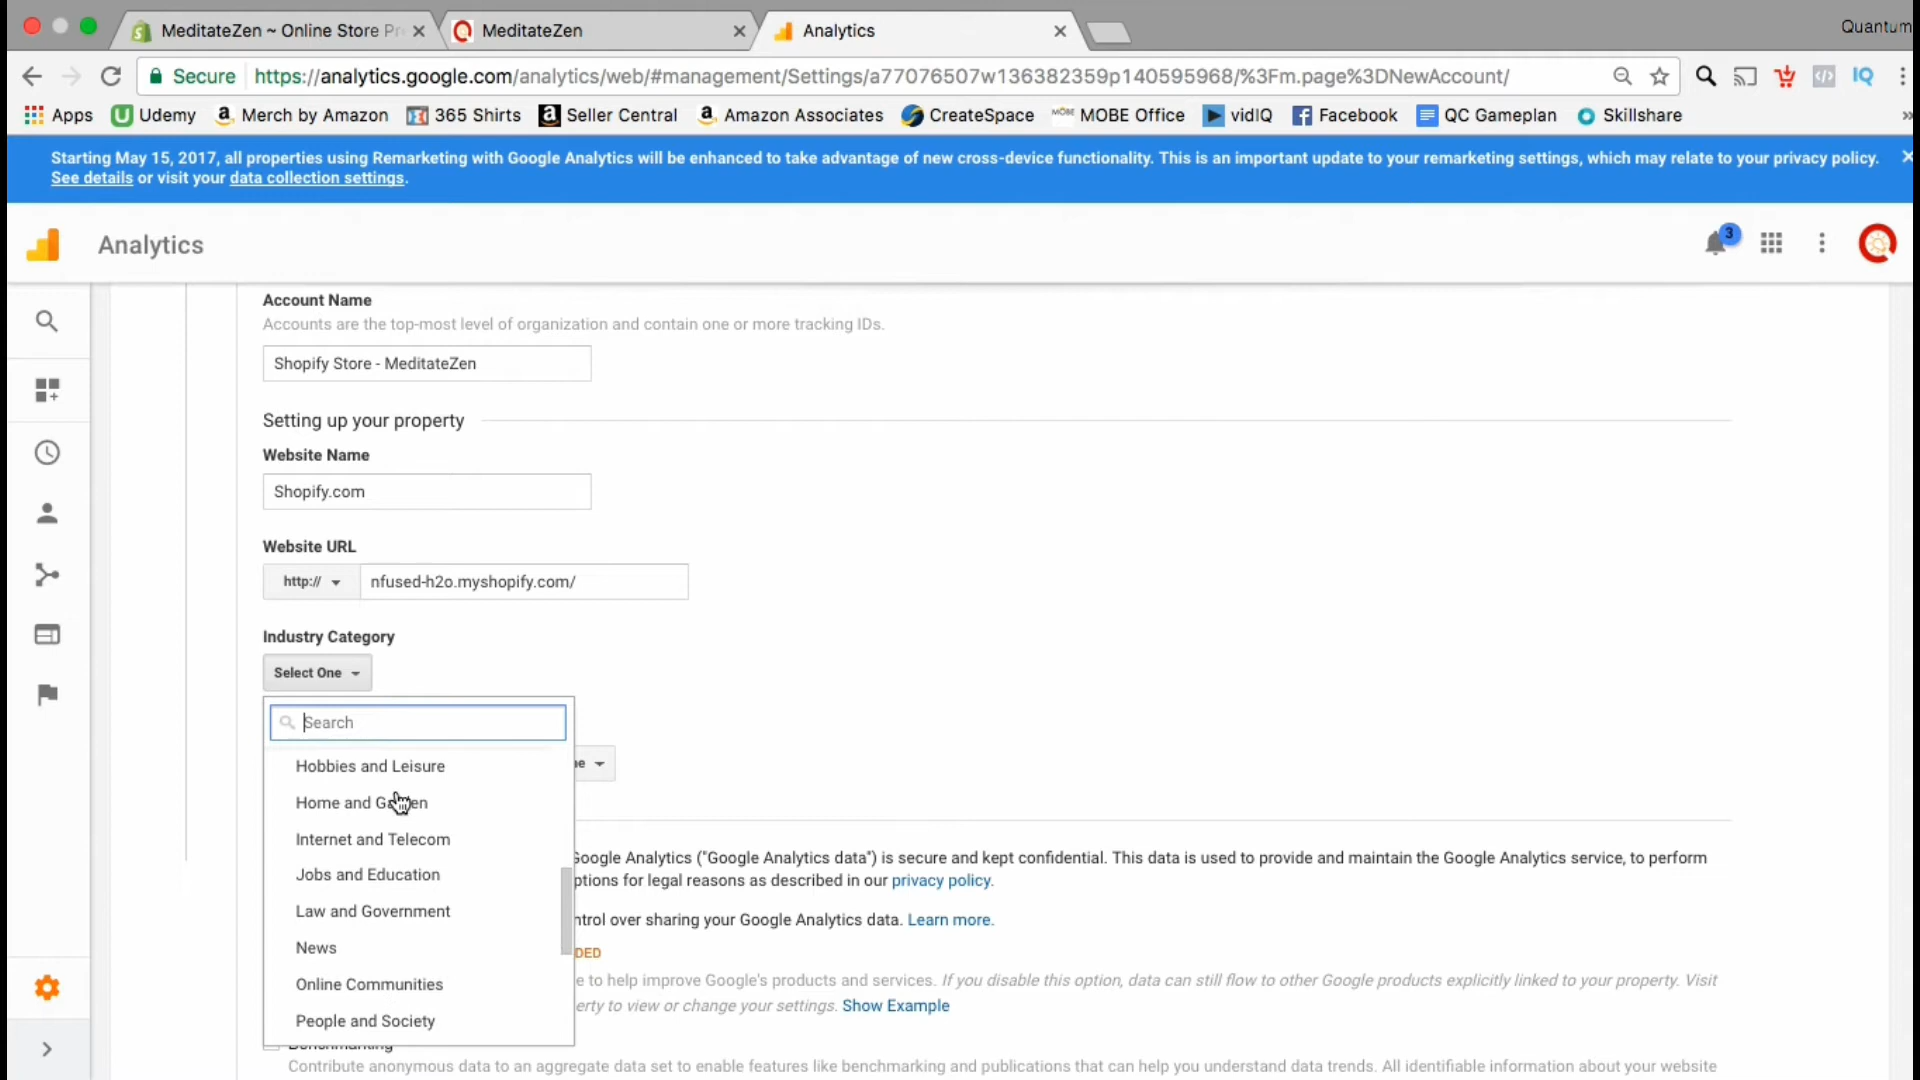 MeditateZen ~ Online Store Pr
MeditateZen
Analytics
Quantum
Secure
https://analytics.google.com/analytics/web/#management/Settings/a77076507w136382359p140595968/%3Fm.page%3DNewAccount/
IQ
Apps
Udemy
Merch by Amazon
365 Shirts
Seller Central
Amazon Associates
CreateSpace
MOBE Office
vidIQ
Facebook
QC Gameplan
Skillshare
Starting May 15, 2017, all properties using Remarketing with Google Analytics will be enhanced to take advantage of new cross-device functionality. This is an important update to your remarketing settings, which may relate to your privacy policy.
See details or visit your data collection settings.
Analytics
3
Account Name
Accounts are the top-most level of organization and contain one or more tracking IDs.
Shopify Store - MeditateZen
Setting up your property
Website Name
Shopify.com
Website URL
http://
nfused-h2o.myshopify.com/
Industry Category
Select One
Search
Hobbies and Leisure
Home and Garden
Internet and Telecom
Jobs and Education
Law and Government
News
Online Communities
People and Society
Google Analytics ("Google Analytics data") is secure and kept confidential. This data is used to provide and maintain the Google Analytics service, to perform
ptions for legal reasons as described in our privacy policy.
ntrol over sharing your Google Analytics data. Learn more.
DED
e to help improve Google's products and services. If you disable this option, data can still flow to other Google products explicitly linked to your property. Visit
erty to view or change your settings. Show Example
Benchmarking
Contribute anonymous data to an aggregate data set to enable features like benchmarking and publications that can help you understand data trends. All identifiable information about your website